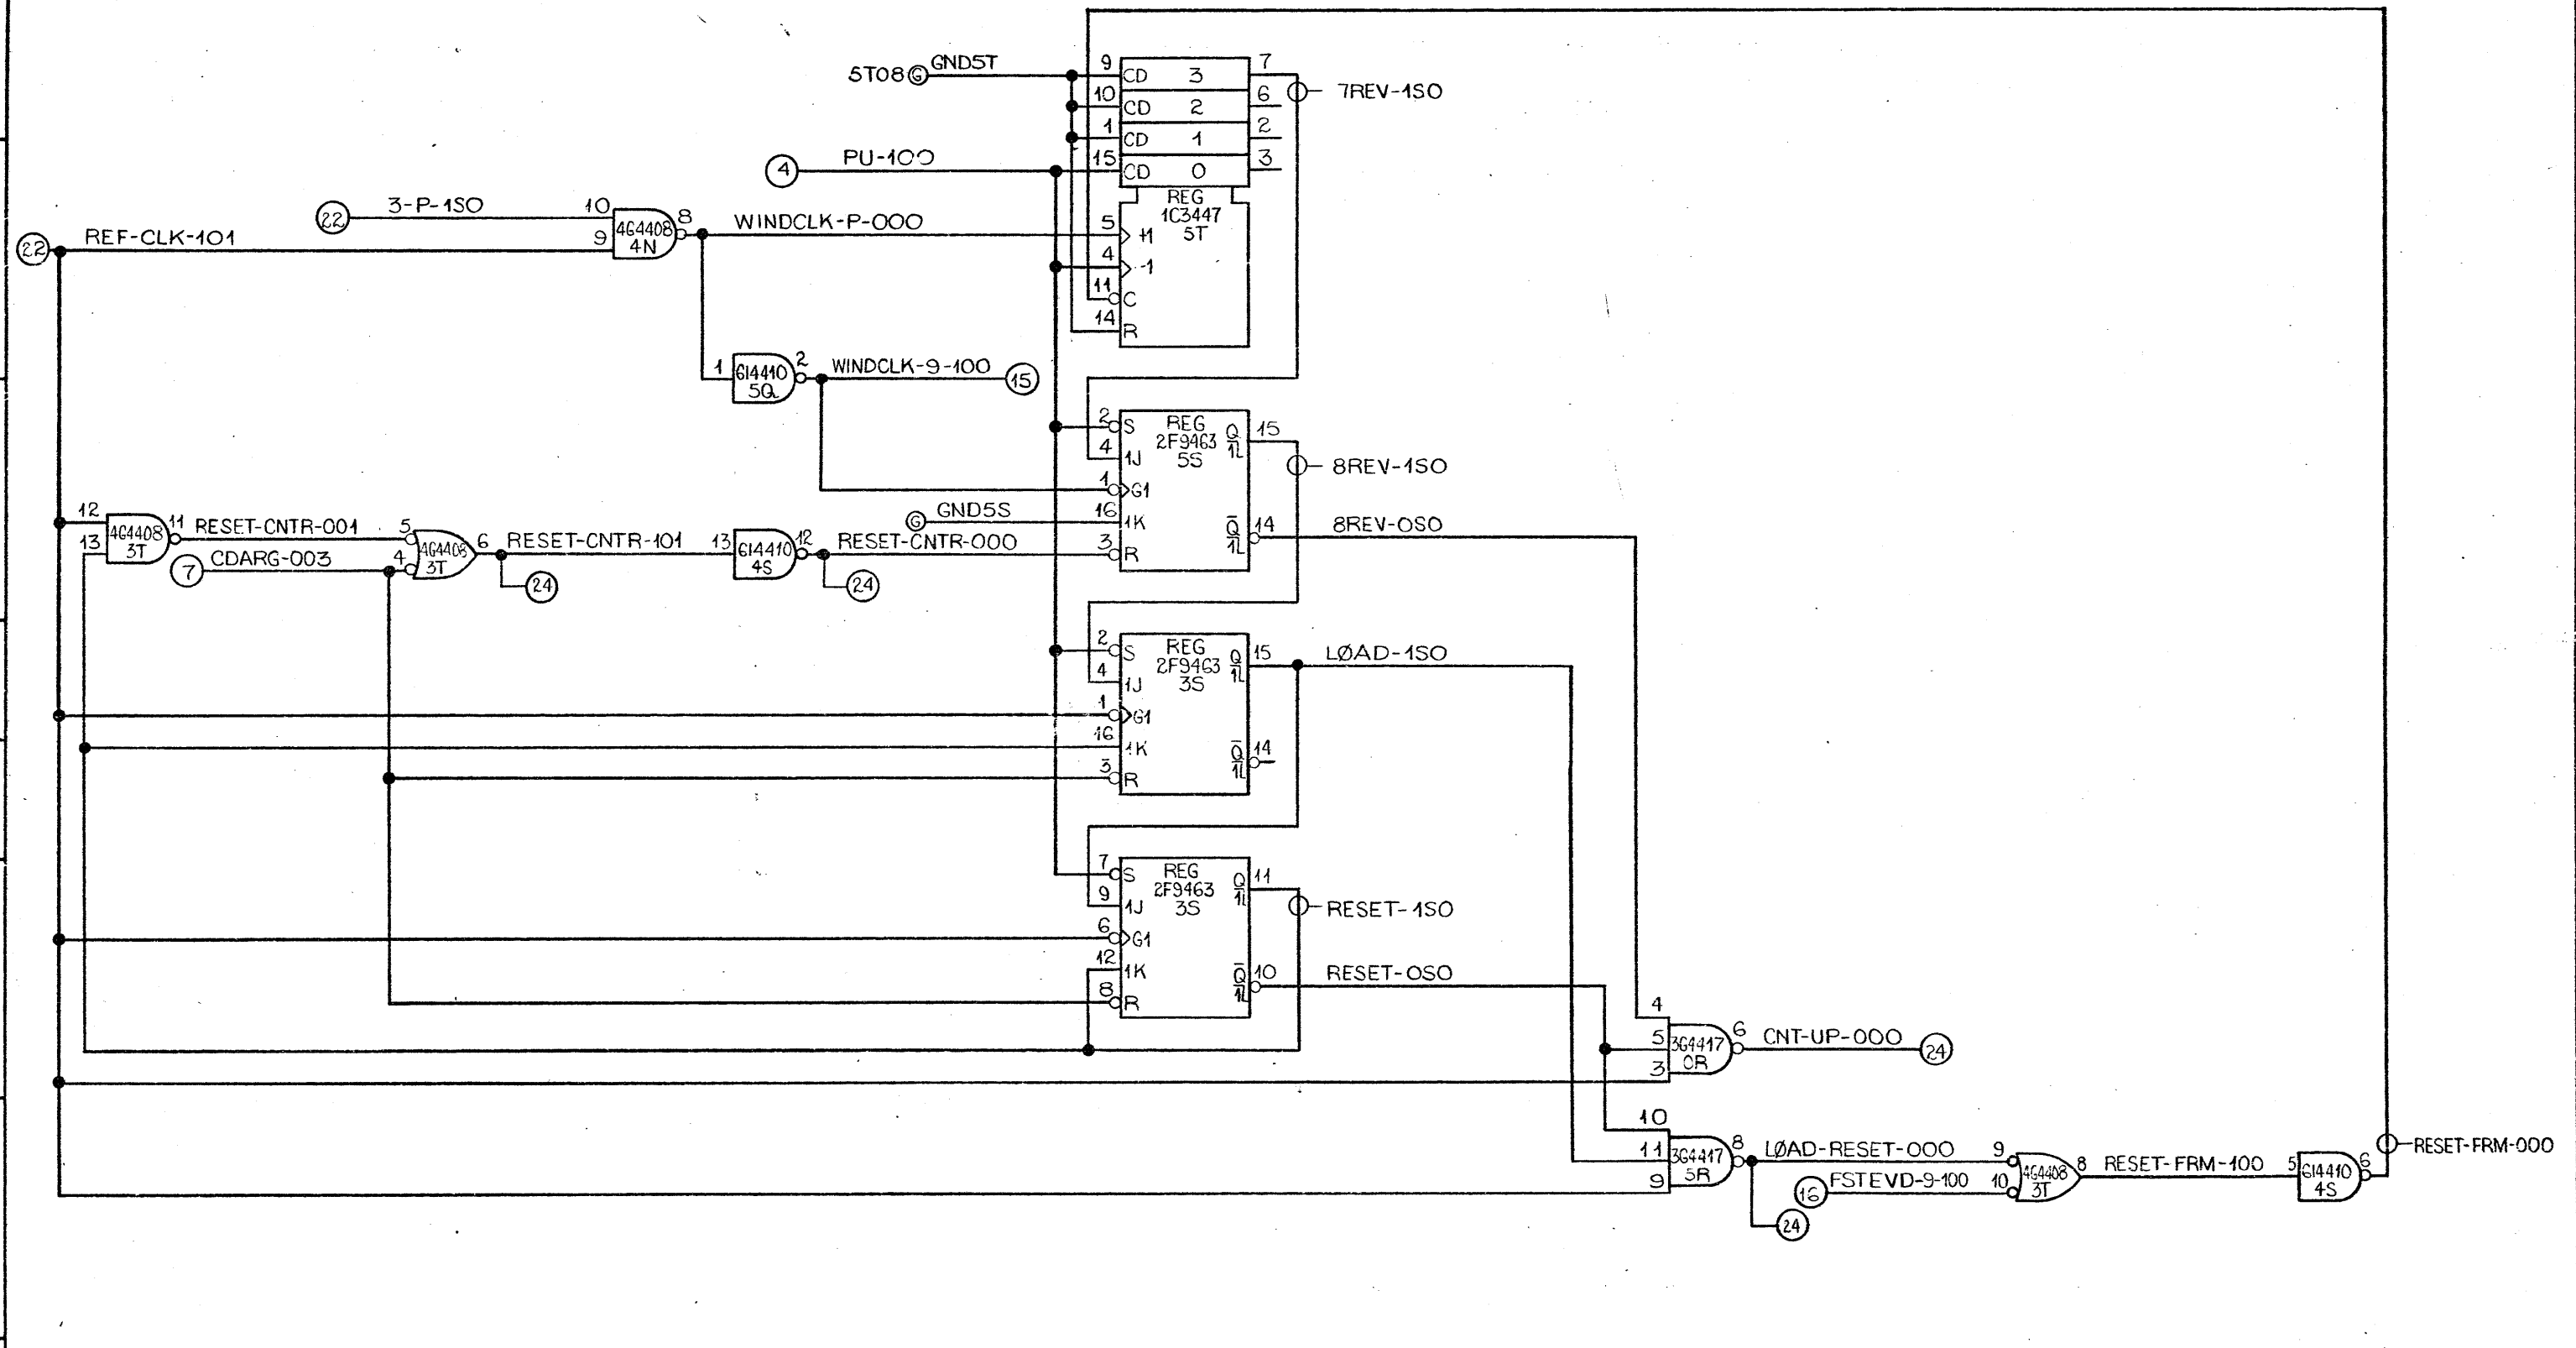 5T08 G GND5T
9 CD 3 7
7REV-1S0
10 CD 2 6
1 CD 1 2
4 PU-100
15 CD 0 3
REG
1C3447
5T
22 3-P-1S0 10
22 REF-CLK-101 9
4G4408
4N
8 WINDCLK-P-000
5 +1
4 -1
11 C
14 R
1 6I4410
5Q
2 WINDCLK-9-100 15
2 S REG Q 15
2F9463 1L
4 1J 5S
8REV-1S0
1 G1
G GND5S 16 1K
Q 14 8REV-0S0
1L
3 R
12 4G4408 11 RESET-CNTR-001 5
13 3T
7 CDARG-003 4
4G4408
3T
6 RESET-CNTR-101 13
24
6I4410
4S
12 RESET-CNTR-000
24
2 S REG Q 15 LØAD-1S0
2F9463 1L
4 1J 3S
1 G1
16 1K
Q 14
1L
3 R
7 S REG Q 11
2F9463 1L
9 1J 3S
RESET-1S0
6 G1
12 1K
Q 10 RESET-0S0
1L
8 R
4
5 3G4417 6 CNT-UP-000 24
3 0R
10
11 3G4417 8 LØAD-RESET-000 9
9 5R
16 FSTEVD-9-100 10
24
4G4408
3T
8 RESET-FRM-100 5
6I4410
4S
6
RESET-FRM-000